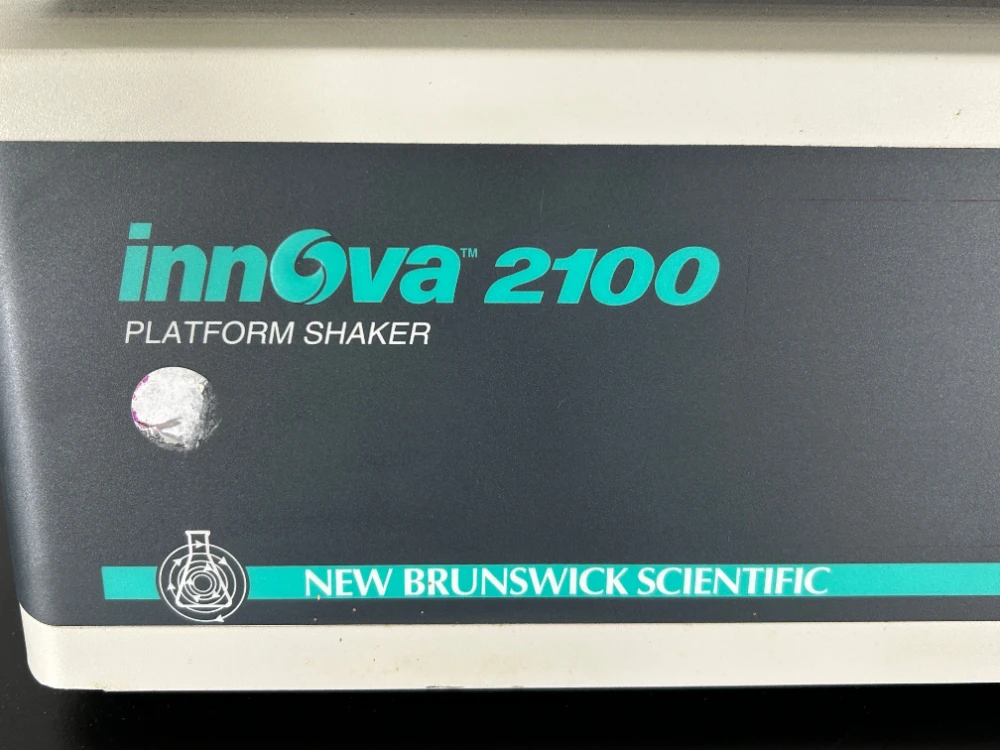 innova™ 2100
PLATFORM SHAKER
NEW BRUNSWICK SCIENTIFIC